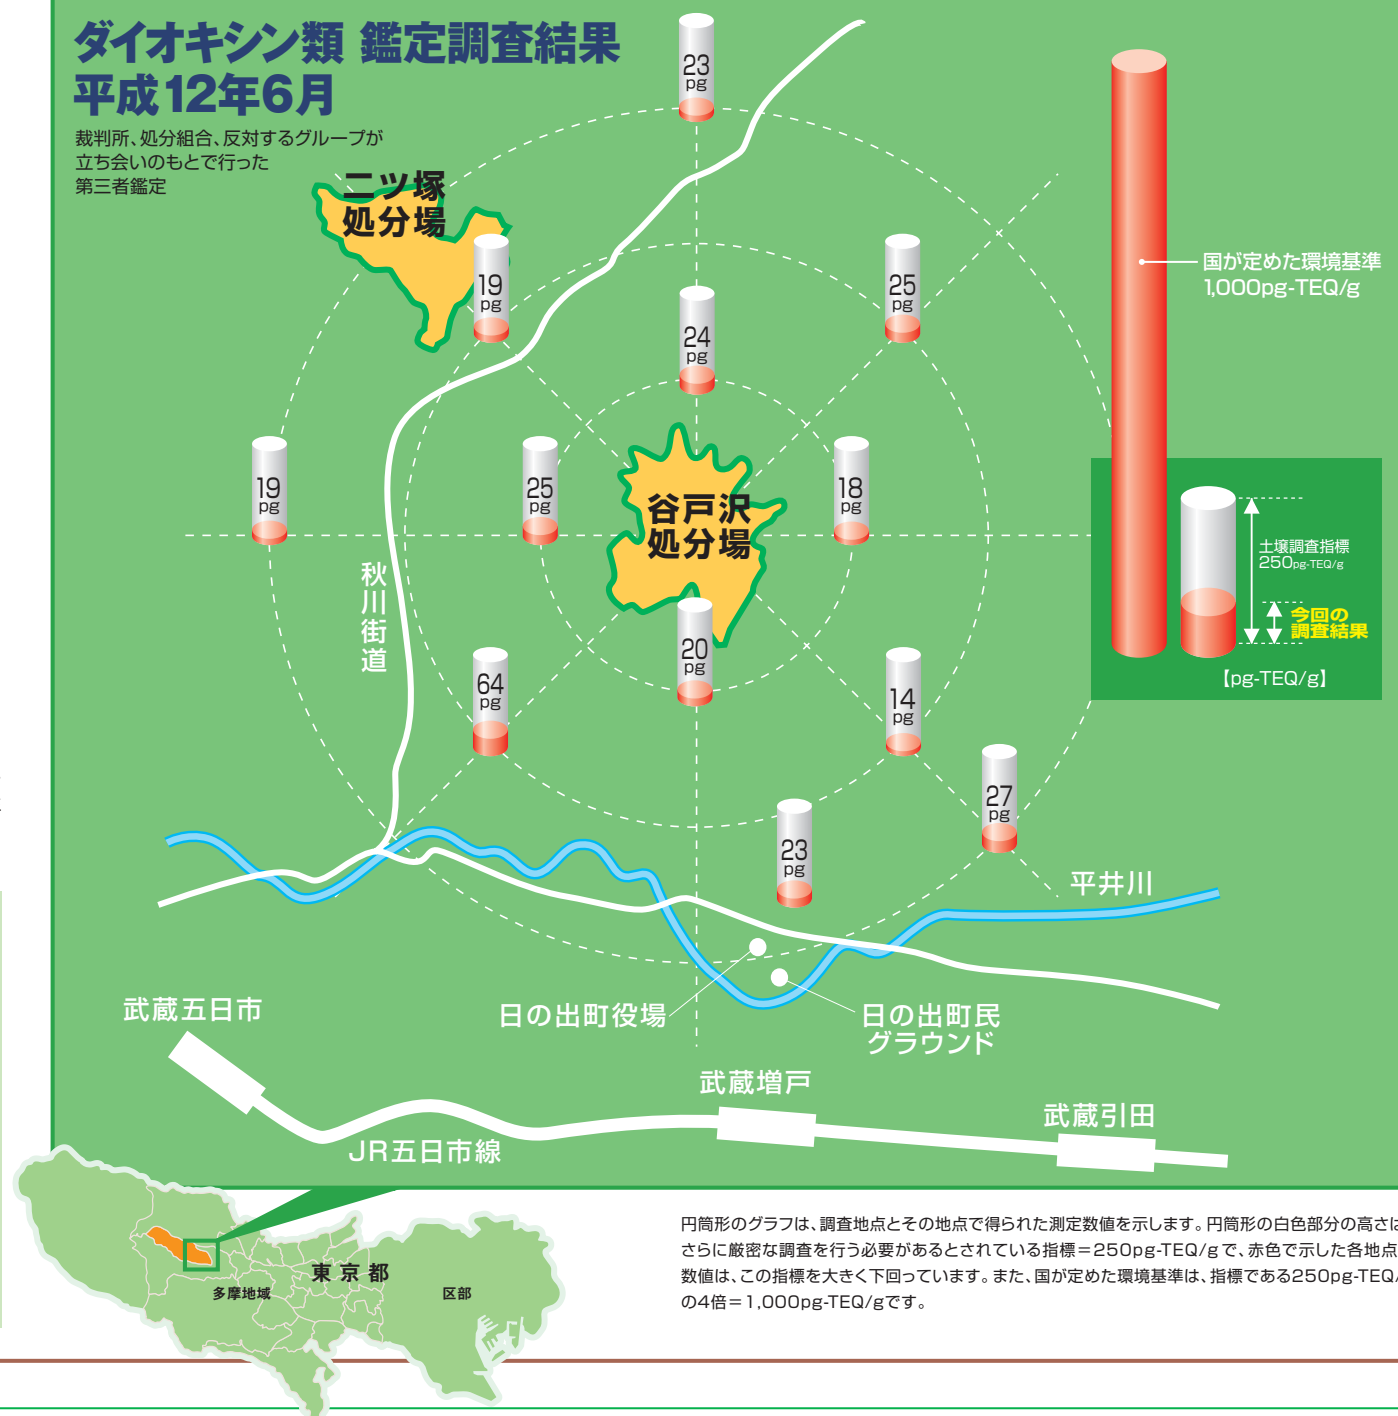 ダイオキシン類 鑑定調査結果
平成12年6月
裁判所、処分組合、反対するグループが
立ち会いのもとで行った
第三者鑑定
23
pg
二ツ塚
処分場
19
pg
25
pg
24
pg
国が定めた環境基準
1,000pg-TEQ/g
19
pg
25
pg
18
pg
谷戸沢
処分場
土壌調査指標
250pg-TEQ/g
今回の
調査結果
【pg-TEQ/g】
秋川街道
64
pg
20
pg
14
pg
27
pg
23
pg
平井川
武蔵五日市
日の出町役場
日の出町民
グラウンド
武蔵増戸
武蔵引田
JR五日市線
東京都
多摩地域
区部
円筒形のグラフは、調査地点とその地点で得られた測定数値を示します。円筒形の白色部分の高さは
さらに厳密な調査を行う必要があるとされている指標＝250pg-TEQ/gで、赤色で示した各地点
数値は、この指標を大きく下回っています。また、国が定めた環境基準は、指標である250pg-TEQ/
の4倍＝1,000pg-TEQ/gです。